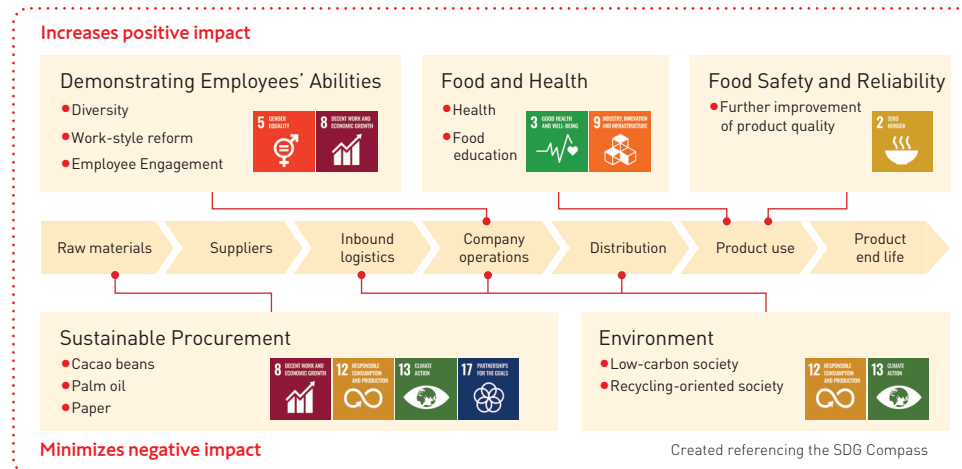 Increases positive impact
Demonstrating Employees' Abilities
Diversity
Work-style reform
Employee Engagement
5 GENDER
EQUALITY
8 DECENT WORK AND
ECONOMIC GROWTH
Food and Health
Health
Food
education
3 GOOD HEALTH
AND WELL-BEING
9 INDUSTRY, INNOVATION
AND INFRASTRUCTURE
Food Safety and Reliability
Further improvement
of product quality
2 ZERO
HUNGER
Raw materials
Suppliers
Inbound
logistics
Company
operations
Distribution
Product use
Product
end life
Sustainable Procurement
Cacao beans
Palm oil
Paper
8 DECENT WORK AND
ECONOMIC GROWTH
12 RESPONSIBLE
CONSUMPTION
AND PRODUCTION
13 CLIMATE
ACTION
17 PARTNERSHIPS
FOR THE GOALS
Environment
Low-carbon society
Recycling-oriented society
12 RESPONSIBLE
CONSUMPTION
AND PRODUCTION
13 CLIMATE
ACTION
Minimizes negative impact
Created referencing the SDG Compass